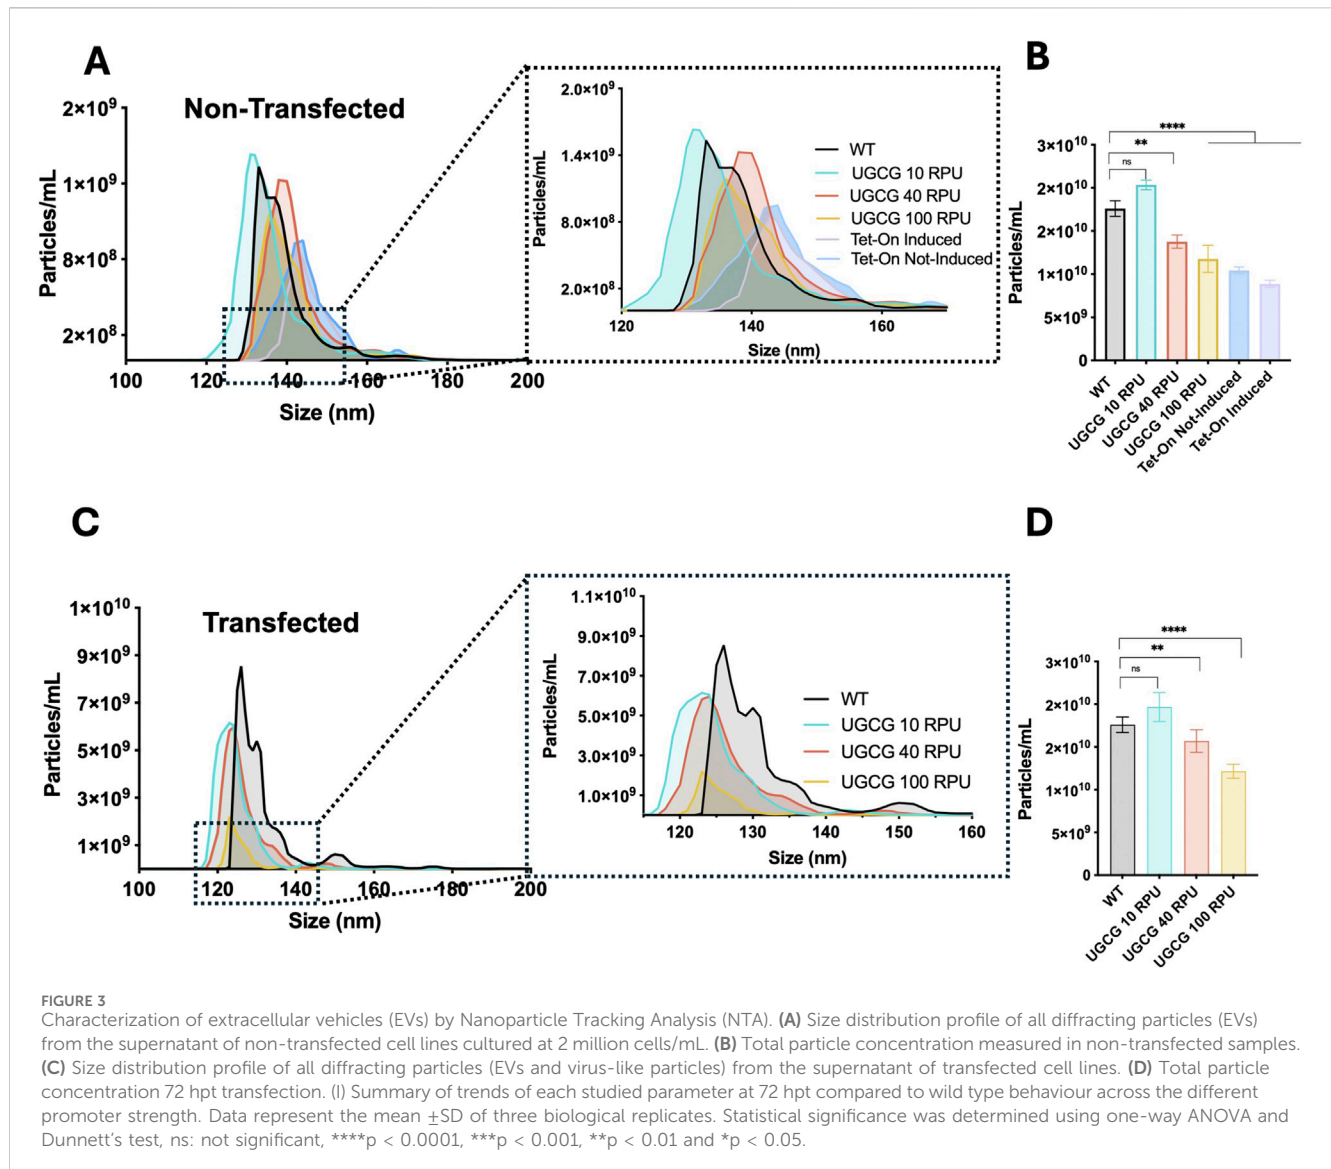 A
Non-Transfected
2×10⁹
1×10⁹
8×10⁸
2×10⁸
Particles/mL
100 120 140 160 180 200
Size (nm)
2.0×10⁹
1.4×10⁹
8.0×10⁸
2.0×10⁸
Particles/mL
120 140 160
Size (nm)
WT
UGCG 10 RPU
UGCG 40 RPU
UGCG 100 RPU
Tet-On Induced
Tet-On Not-Induced
B
3×10¹⁰
2×10¹⁰
2×10¹⁰
1×10¹⁰
5×10⁹
0
Particles/mL
****
**
ns
WT
UGCG 10 RPU
UGCG 40 RPU
UGCG 100 RPU
Tet-On Not-Induced
Tet-On Induced
C
Transfected
1×10¹⁰
9×10⁹
7×10⁹
5×10⁹
3×10⁹
1×10⁹
Particles/mL
100 120 140 160 180 200
Size (nm)
1.1×10¹⁰
9.0×10⁹
7.0×10⁹
5.0×10⁹
3.0×10⁹
1.0×10⁹
Particles/mL
120 130 140 150 160
Size (nm)
WT
UGCG 10 RPU
UGCG 40 RPU
UGCG 100 RPU
D
3×10¹⁰
2×10¹⁰
2×10¹⁰
1×10¹⁰
5×10⁹
0
Particles/mL
****
**
ns
WT
UGCG 10 RPU
UGCG 40 RPU
UGCG 100 RPU
FIGURE 3
Characterization of extracellular vehicles (EVs) by Nanoparticle Tracking Analysis (NTA). (A) Size distribution profile of all diffracting particles (EVs)
from the supernatant of non-transfected cell lines cultured at 2 million cells/mL. (B) Total particle concentration measured in non-transfected samples.
(C) Size distribution profile of all diffracting particles (EVs and virus-like particles) from the supernatant of transfected cell lines. (D) Total particle
concentration 72 hpt transfection. (I) Summary of trends of each studied parameter at 72 hpt compared to wild type behaviour across the different
promoter strength. Data represent the mean ±SD of three biological replicates. Statistical significance was determined using one-way ANOVA and
Dunnett's test, ns: not significant, ****p < 0.0001, ***p < 0.001, **p < 0.01 and *p < 0.05.